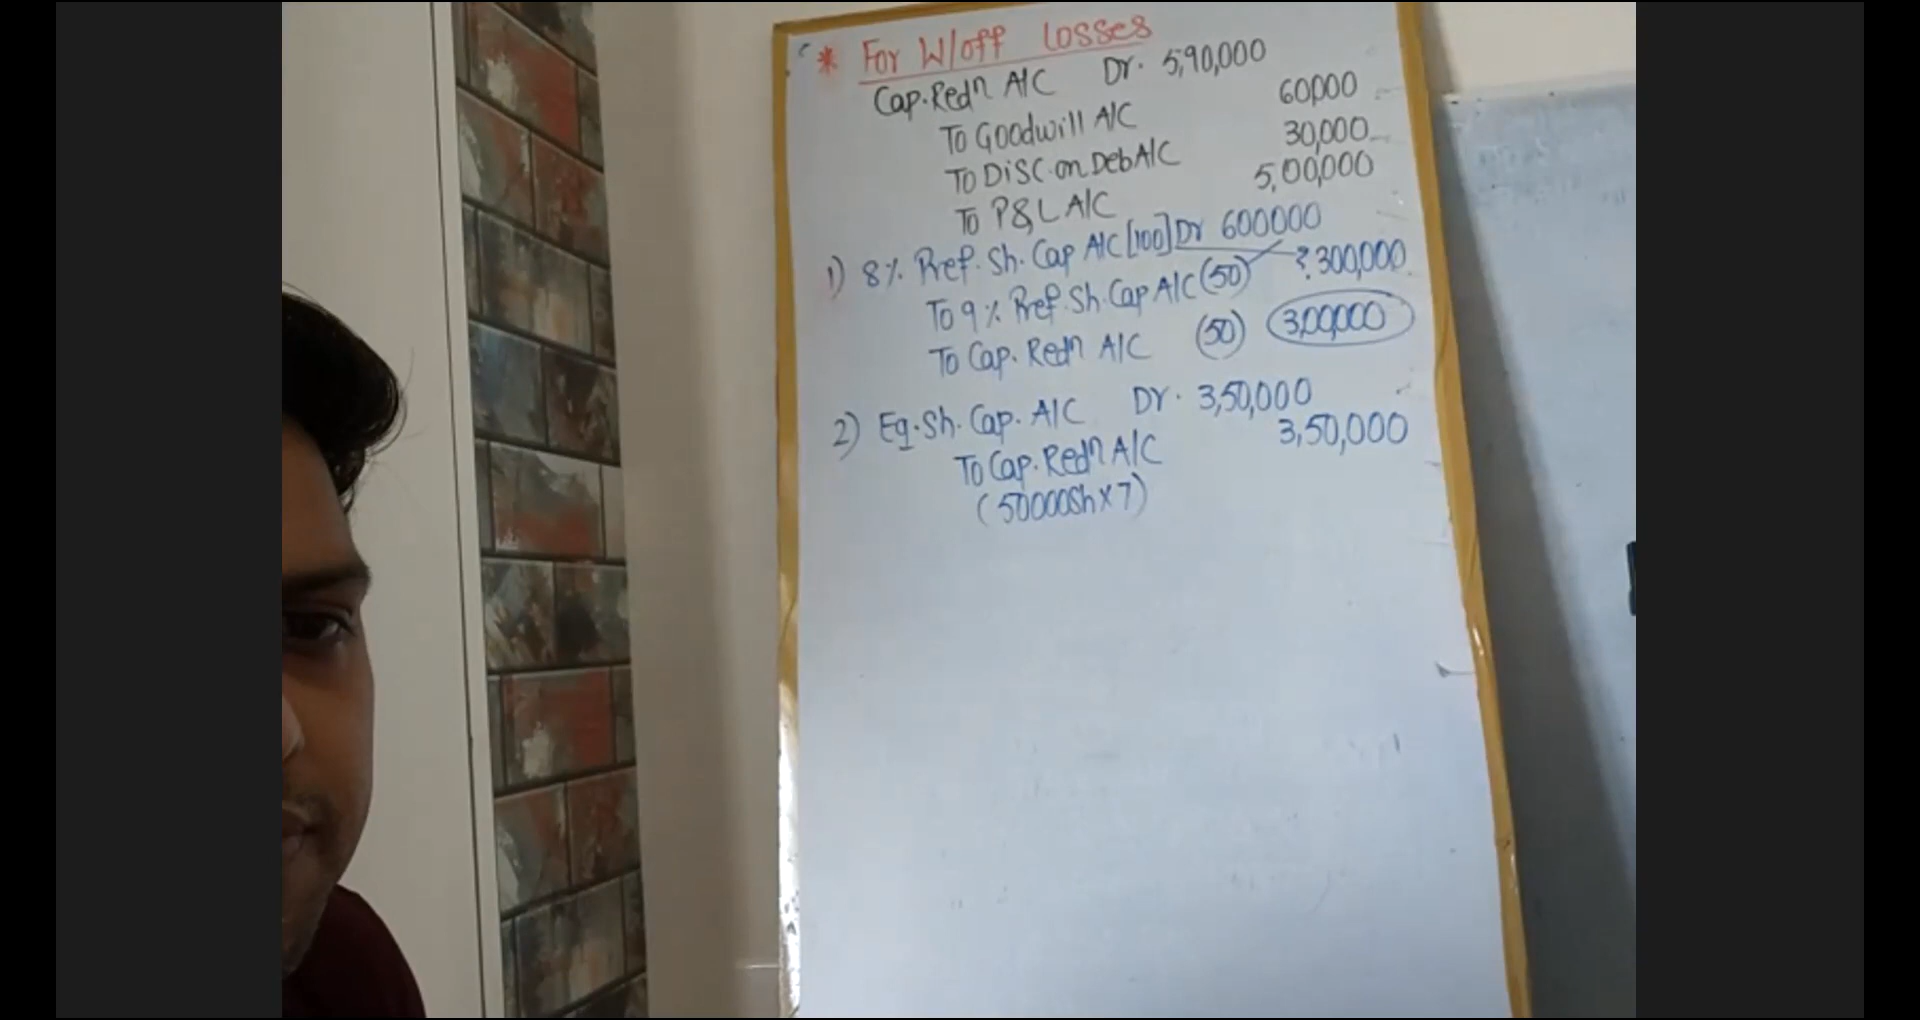 * For W/off losses
Cap. Redn A/C Dr. 5,90,000
To Goodwill A/C 60,000
To Disc. on Deb A/C 30,000
To P & L A/C 5,00,000
1) 8% Pref. Sh. Cap A/C [100] Dr 600000
To 9% Pref. Sh. Cap A/C (50) 300,000
To Cap. Redn A/C (50) 3,00,000
2) Eq. Sh. Cap. A/C Dr. 3,50,000
To Cap. Redn A/C 3,50,000
(50000 Sh x 7)